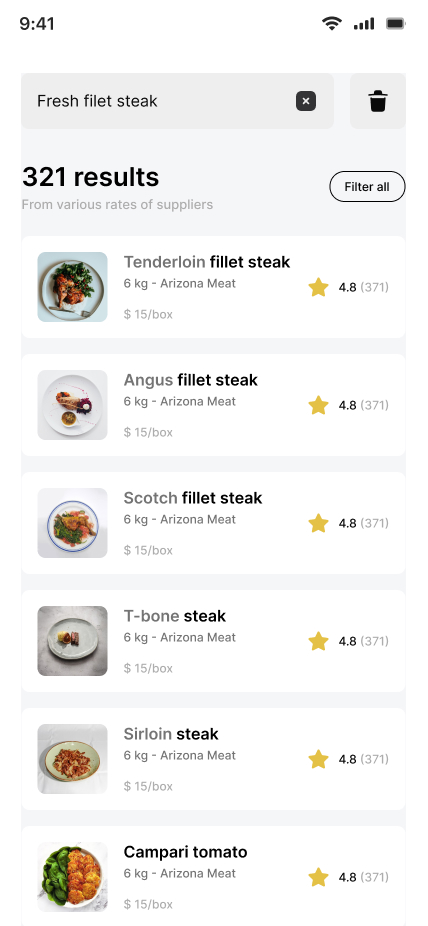 9:41
Fresh filet steak
321 results
From various rates of suppliers
Filter all
Tenderloin fillet steak
6 kg - Arizona Meat
4.8 (371)
$ 15/box
Angus fillet steak
6 kg - Arizona Meat
4.8 (371)
$ 15/box
Scotch fillet steak
6 kg - Arizona Meat
4.8 (371)
$ 15/box
T-bone steak
6 kg - Arizona Meat
4.8 (371)
$ 15/box
Sirloin steak
6 kg - Arizona Meat
4.8 (371)
$ 15/box
Campari tomato
6 kg - Arizona Meat
4.8 (371)
$ 15/box